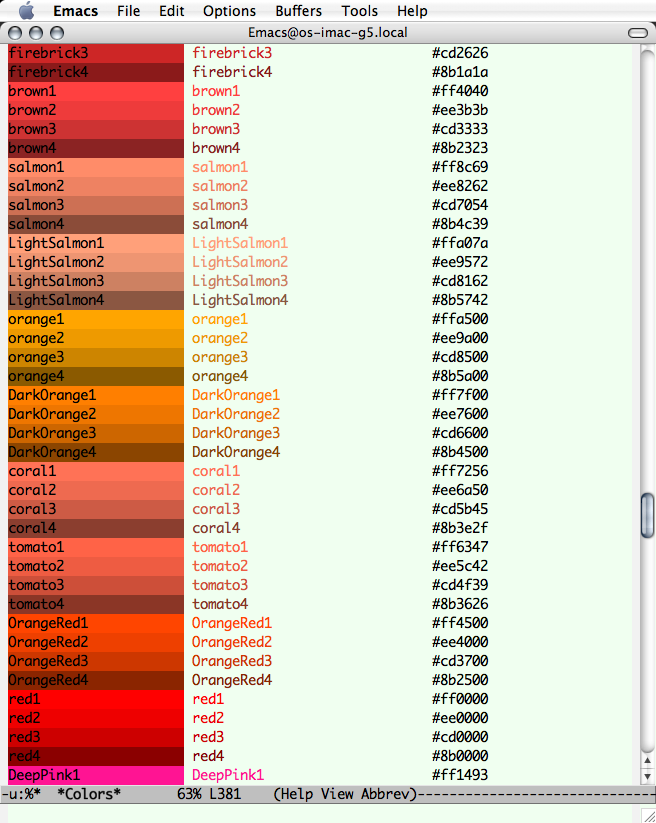 Emacs File Edit Options Buffers Tools Help
Emacs@os-imac-g5.local
firebrick3 firebrick3 #cd2626
firebrick4 firebrick4 #8b1a1a
brown1 brown1 #ff4040
brown2 brown2 #ee3b3b
brown3 brown3 #cd3333
brown4 brown4 #8b2323
salmon1 salmon1 #ff8c69
salmon2 salmon2 #ee8262
salmon3 salmon3 #cd7054
salmon4 salmon4 #8b4c39
LightSalmon1 LightSalmon1 #ffa07a
LightSalmon2 LightSalmon2 #ee9572
LightSalmon3 LightSalmon3 #cd8162
LightSalmon4 LightSalmon4 #8b5742
orange1 orange1 #ffa500
orange2 orange2 #ee9a00
orange3 orange3 #cd8500
orange4 orange4 #8b5a00
DarkOrange1 DarkOrange1 #ff7f00
DarkOrange2 DarkOrange2 #ee7600
DarkOrange3 DarkOrange3 #cd6600
DarkOrange4 DarkOrange4 #8b4500
coral1 coral1 #ff7256
coral2 coral2 #ee6a50
coral3 coral3 #cd5b45
coral4 coral4 #8b3e2f
tomato1 tomato1 #ff6347
tomato2 tomato2 #ee5c42
tomato3 tomato3 #cd4f39
tomato4 tomato4 #8b3626
OrangeRed1 OrangeRed1 #ff4500
OrangeRed2 OrangeRed2 #ee4000
OrangeRed3 OrangeRed3 #cd3700
OrangeRed4 OrangeRed4 #8b2500
red1 red1 #ff0000
red2 red2 #ee0000
red3 red3 #cd0000
red4 red4 #8b0000
DeepPink1 DeepPink1 #ff1493
-u:%* *Colors* 63% L381 (Help View Abbrev)------------------------------